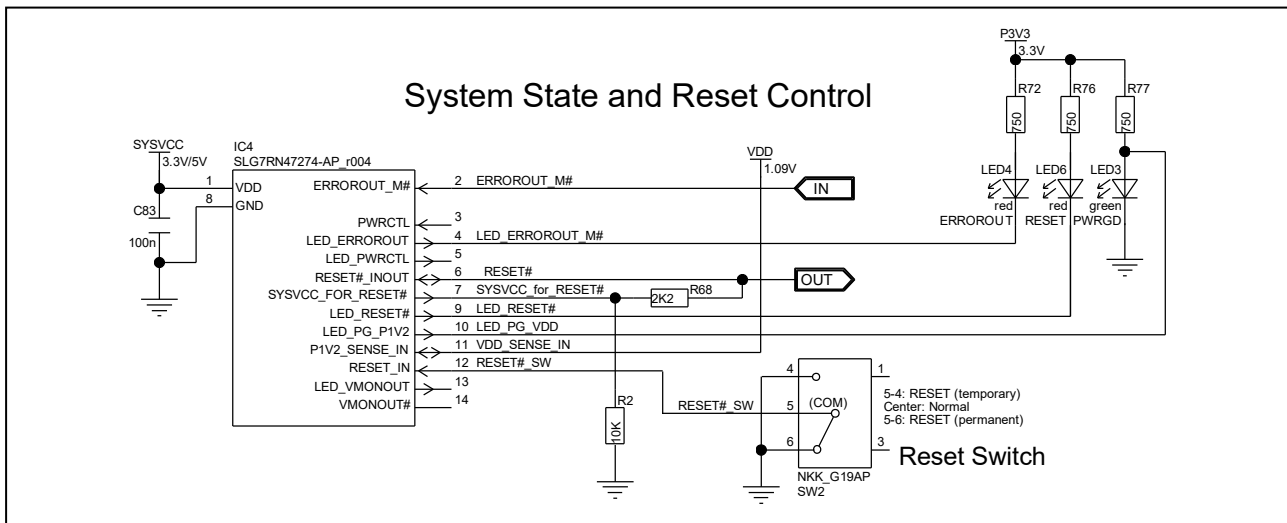 P3V3
3.3V
R72
R76
R77
750
750
750
System State and Reset Control
SYSVCC
3.3V/5V
IC4
SLG7RN47274-AP_r004
VDD
1.09V
1
VDD
8
GND
C83
100n
ERROROUT_M#
2
ERROROUT_M#
IN
LED4
red
ERROROUT
LED6
red
RESET
LED3
green
PWRGD
PWRCTL
3
LED_ERROROUT
4
LED_ERROROUT_M#
LED_PWRCTL
5
RESET#_INOUT
6
RESET#
OUT
SYSVCC_FOR_RESET#
7
SYSVCC_for_RESET#
2K2
R68
LED_RESET#
9
LED_RESET#
LED_PG_P1V2
10
LED_PG_VDD
P1V2_SENSE_IN
11
VDD_SENSE_IN
RESET_IN
12
RESET#_SW
LED_VMONOUT
13
VMONOUT#
14
R2
10K
RESET#_SW
4
1
5
(COM)
6
3
5-4: RESET (temporary)
Center: Normal
5-6: RESET (permanent)
Reset Switch
NKK_G19AP
SW2